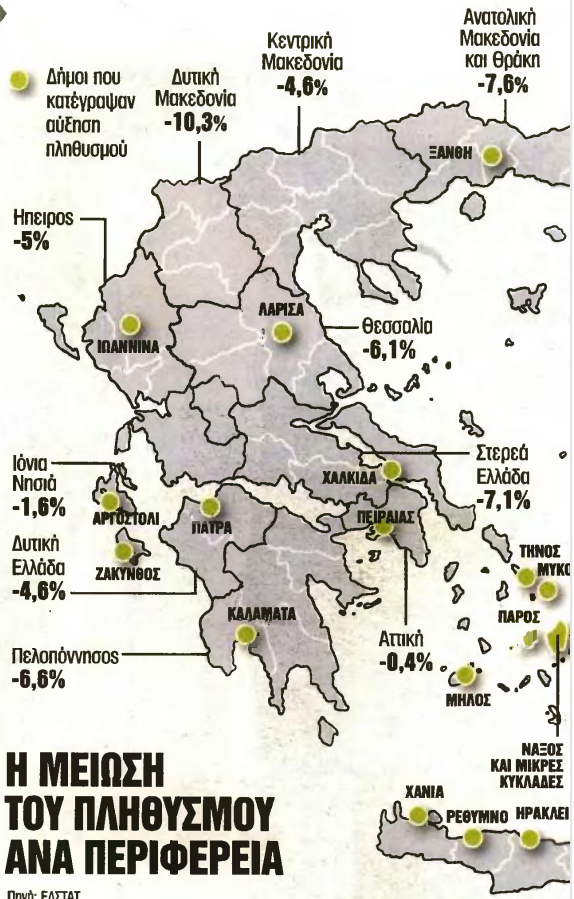 Ανατολική
Μακεδονία
και Θράκη
-7,6%
Κεντρική
Μακεδονία
-4,6%
Δυτική
Μακεδονία
-10,3%
Δήμοι που
κατέγραψαν
αύξηση
πληθυσμού
ΞΑΝΘΗ
Ηπειρος
-5%
ΙΩΑΝΝΙΝΑ
ΛΑΡΙΣΑ
Θεσσαλία
-6,1%
Στερεά
Ελλάδα
-7,1%
ΧΑΛΚΙΔΑ
Ιόνια
Νησιά
-1,6%
ΑΡΓΟΣΤΟΛΙ
ΠΑΤΡΑ
ΠΕΙΡΑΙΑΣ
Δυτική
Ελλάδα
-4,6%
ΖΑΚΥΝΘΟΣ
ΤΗΝΟΣ
ΜΥΚΟ
ΠΑΡΟΣ
ΚΑΛΑΜΑΤΑ
Αττική
-0,4%
Πελοπόννησος
-6,6%
ΜΗΛΟΣ
ΝΑΞΟΣ
ΚΑΙ ΜΙΚΡΕΣ
ΚΥΚΛΑΔΕΣ
Η ΜΕΙΩΣΗ
ΤΟΥ ΠΛΗΘΥΣΜΟΥ
ΑΝΑ ΠΕΡΙΦΕΡΕΙΑ
ΧΑΝΙΑ
ΡΕΘΥΜΝΟ
ΗΡΑΚΛΕΙ
Πηγή: ΕΛΣΤΑΤ